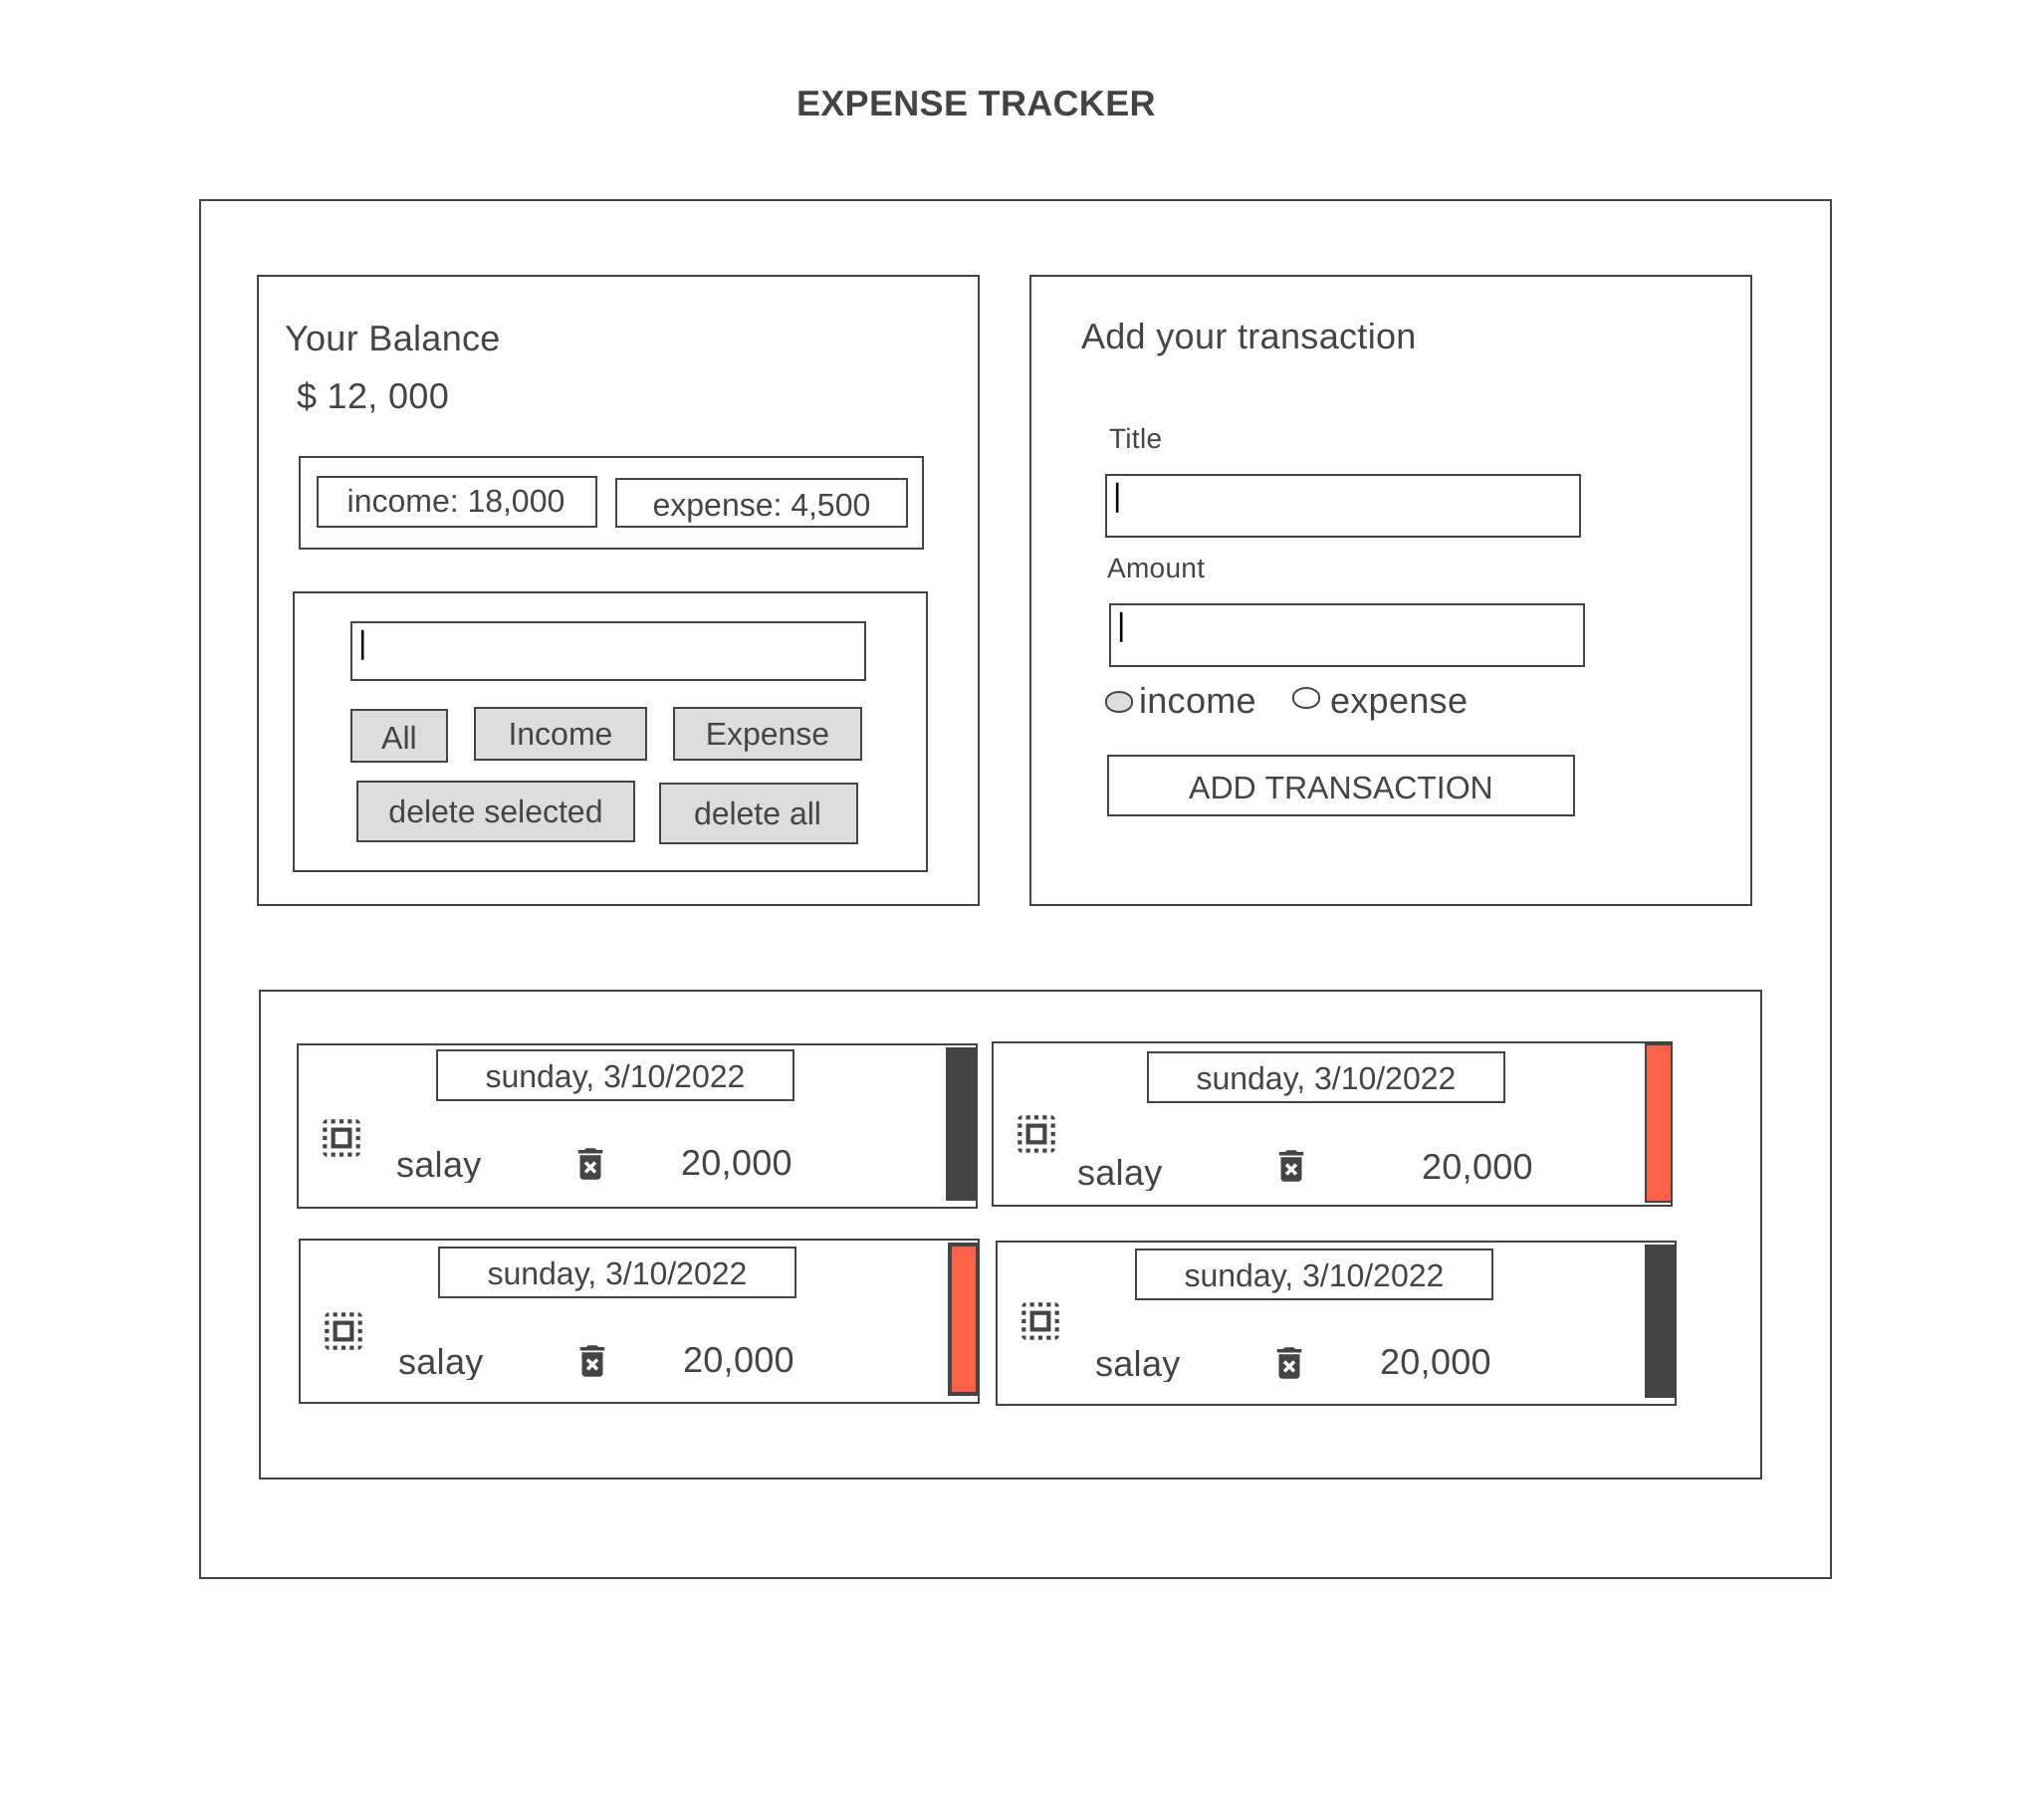 EXPENSE TRACKER
Your Balance
$ 12, 000
income: 18,000
expense: 4,500
All
Income
Expense
delete selected
delete all
Add your transaction
Title
Amount
income
expense
ADD TRANSACTION
sunday, 3/10/2022
salay
20,000
sunday, 3/10/2022
salay
20,000
sunday, 3/10/2022
salay
20,000
sunday, 3/10/2022
salay
20,000